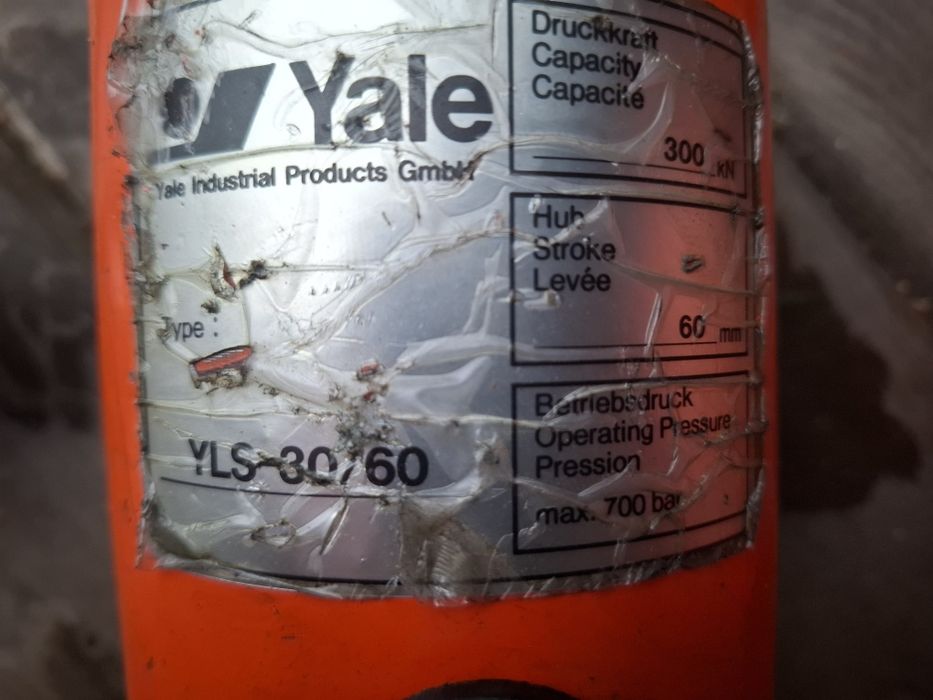 Yale
Yale Industrial Products GmbH
Type :
YLS-30/60
Druckkraft
Capacity
Capacité
300 kN
Hub
Stroke
Levée
60 mm
Betriebsdruck
Operating Pressure
Pression
max. 700 bar